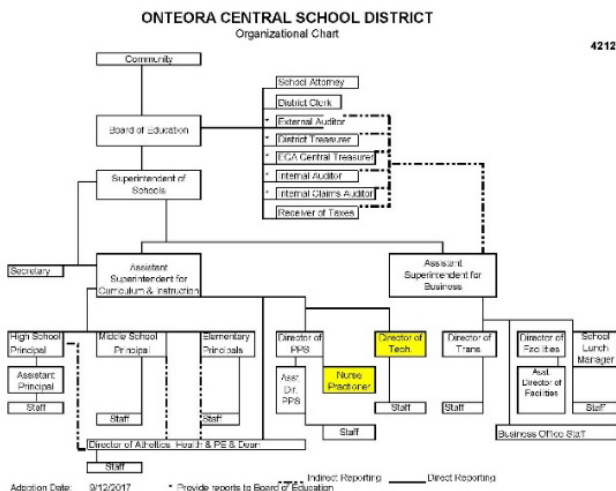 ONTEORA CENTRAL SCHOOL DISTRICT
Organizational Chart
4212
Community
School Attorney
District Clerk
Board of Education
* External Auditor
* District Treasurer
* ECA Central Treasurer
* Internal Auditor
* Internal Claims Auditor
Receiver of Taxes
Superintendent of
Schools
Secretary
Assistant
Superintendent for
Curriculum & Instruction
Assistant
Superintendent for
Business
High School
Principal
Middle School
Principal
Elementary
Principals
Director of
PPS
Director of
Tech.
Director of
Trans.
Director of
Facilities
School
Lunch
Manager
Assistant
Principal
Asst.
Dir.
PPS
Nurse
Practioner
Asst.
Director of
Facilities
Staff
Staff
Staff
Staff
Staff
Staff
Staff
Business Office Staff
Director of Athletics, Health & PE & Dean
Staff
Indirect Reporting
Direct Reporting
Adoption Date: 9/12/2017
* Provide reports to Board of Education